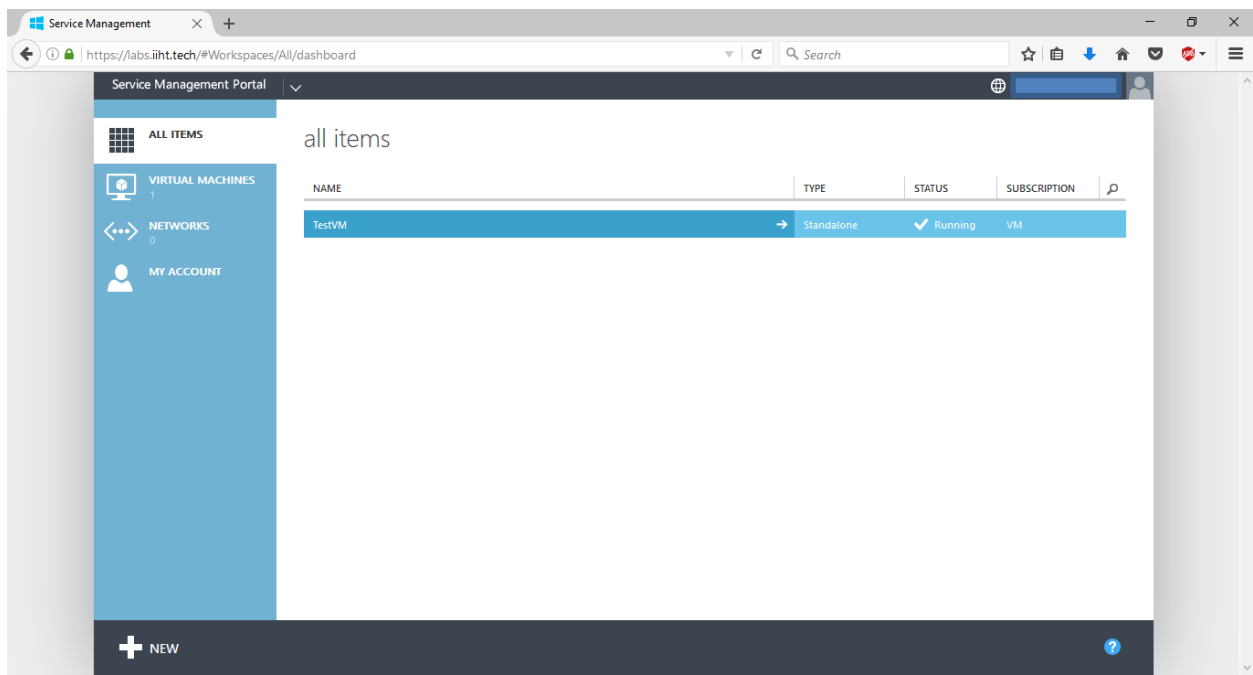 Service Management
https://labs.iiht.tech/#Workspaces/All/dashboard
Search
ABP
Service Management Portal
ALL ITEMS
VIRTUAL MACHINES
1
NETWORKS
0
MY ACCOUNT
all items
NAME TYPE STATUS SUBSCRIPTION
TestVM Standalone Running VM
NEW
?